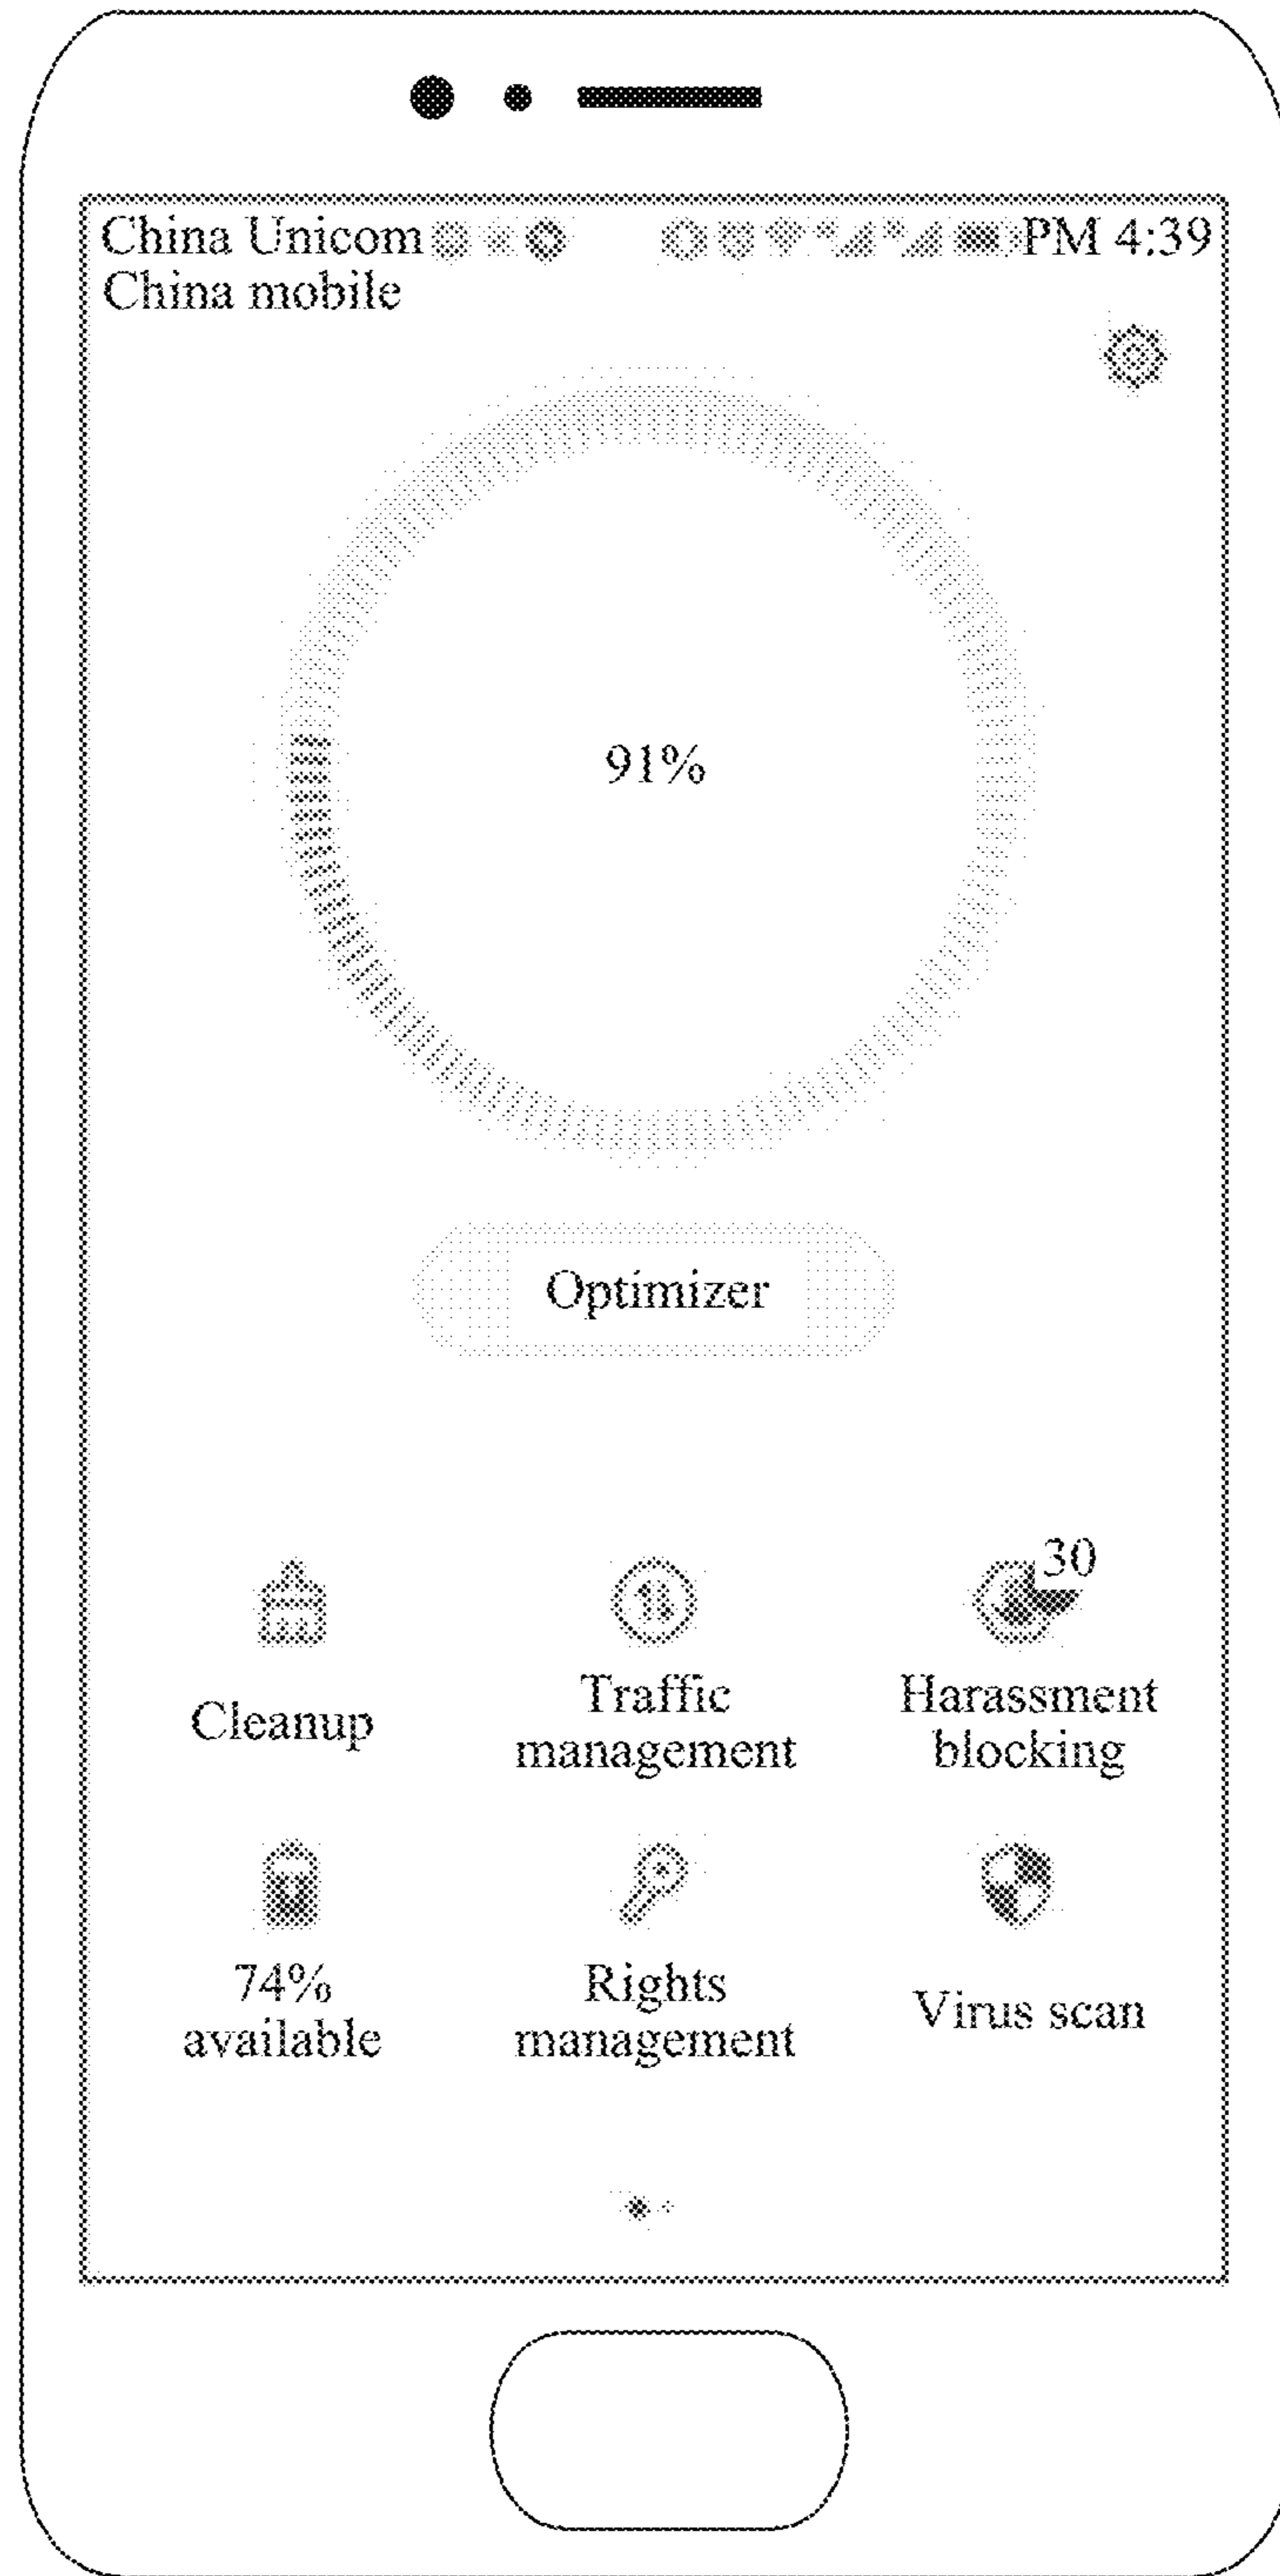 China Unicom PM 4:39
China mobile
91%
Optimizer
30
Cleanup
Traffic
management
Harassment
blocking
74%
available
Rights
management
Virus scan